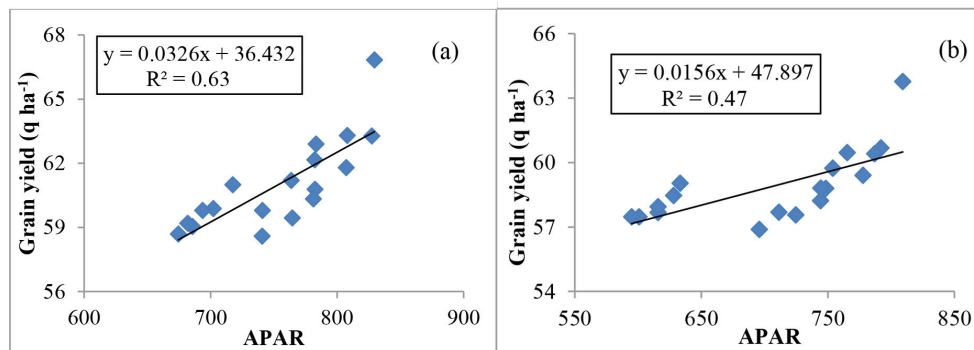 y = 0.0326x + 36.432
R² = 0.63
(a)
Grain yield (q ha⁻¹)
68
65
62
59
56
600
700
800
900
APAR
y = 0.0156x + 47.897
R² = 0.47
(b)
Grain yield (q ha⁻¹)
66
63
60
57
54
550
650
750
850
APAR